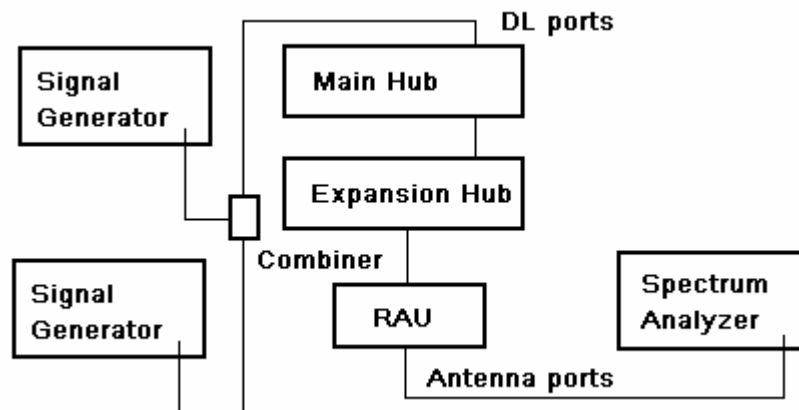 DL ports
Signal
Generator
Main Hub
Expansion Hub
Combiner
Signal
Generator
RAU
Spectrum
Analyzer
Antenna ports